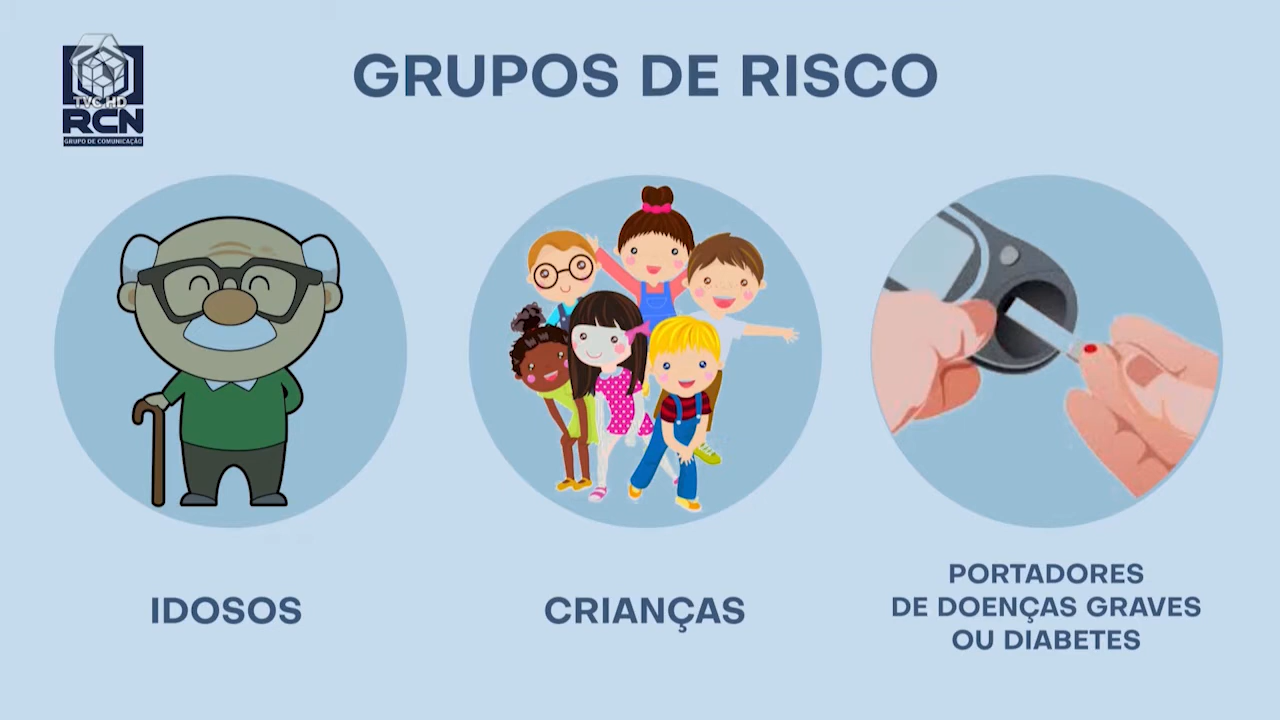 GRUPOS DE RISCO
TVC HD
RCN
GRUPO DE COMUNICAÇÃO
IDOSOS
CRIANÇAS
PORTADORES
DE DOENÇAS GRAVES
OU DIABETES